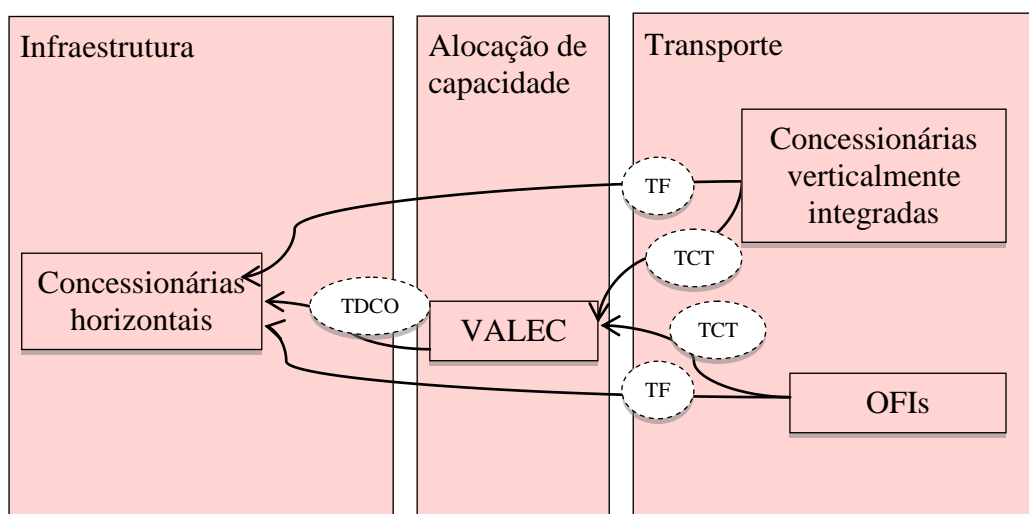 Infraestrutura
Alocação de
capacidade
Transporte
Concessionárias
verticalmente
integradas
TF
TCT
Concessionárias
horizontais
TDCO
VALEC
TCT
TF
OFIs